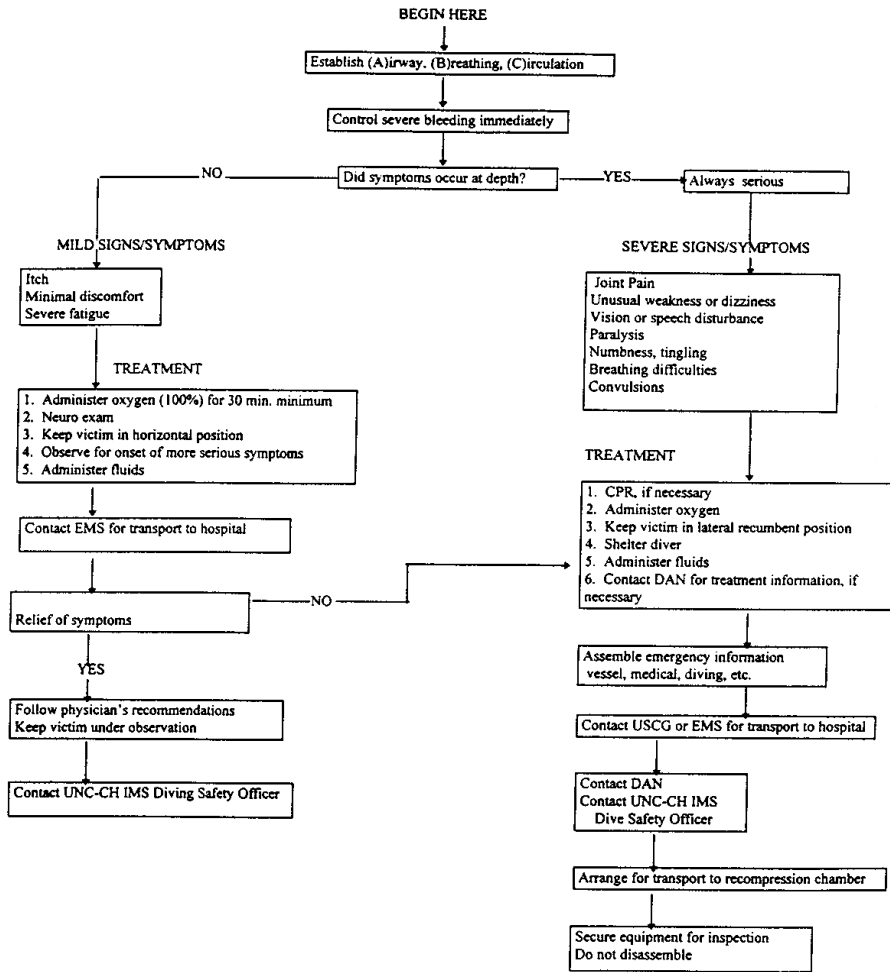 BEGIN HERE
Establish (A)irway. (B)reathing, (C)irculation
Control severe bleeding immediately
NO
Did symptoms occur at depth?
YES
Always serious
MILD SIGNS/SYMPTOMS
Itch
Minimal discomfort
Severe fatigue
TREATMENT
1. Administer oxygen (100%) for 30 min. minimum
2. Neuro exam
3. Keep victim in horizontal position
4. Observe for onset of more serious symptoms
5. Administer fluids
Contact EMS for transport to hospital
Relief of symptoms
NO
YES
Follow physician's recommendations
Keep victim under observation
Contact UNC-CH IMS Diving Safety Officer
SEVERE SIGNS/SYMPTOMS
Joint Pain
Unusual weakness or dizziness
Vision or speech disturbance
Paralysis
Numbness, tingling
Breathing difficulties
Convulsions
TREATMENT
1. CPR, if necessary
2. Administer oxygen
3. Keep victim in lateral recumbent position
4. Shelter diver
5. Administer fluids
6. Contact DAN for treatment information, if
necessary
Assemble emergency information
vessel, medical, diving, etc.
Contact USCG or EMS for transport to hospital
Contact DAN
Contact UNC-CH IMS
Dive Safety Officer
Arrange for transport to recompression chamber
Secure equipment for inspection
Do not disassemble